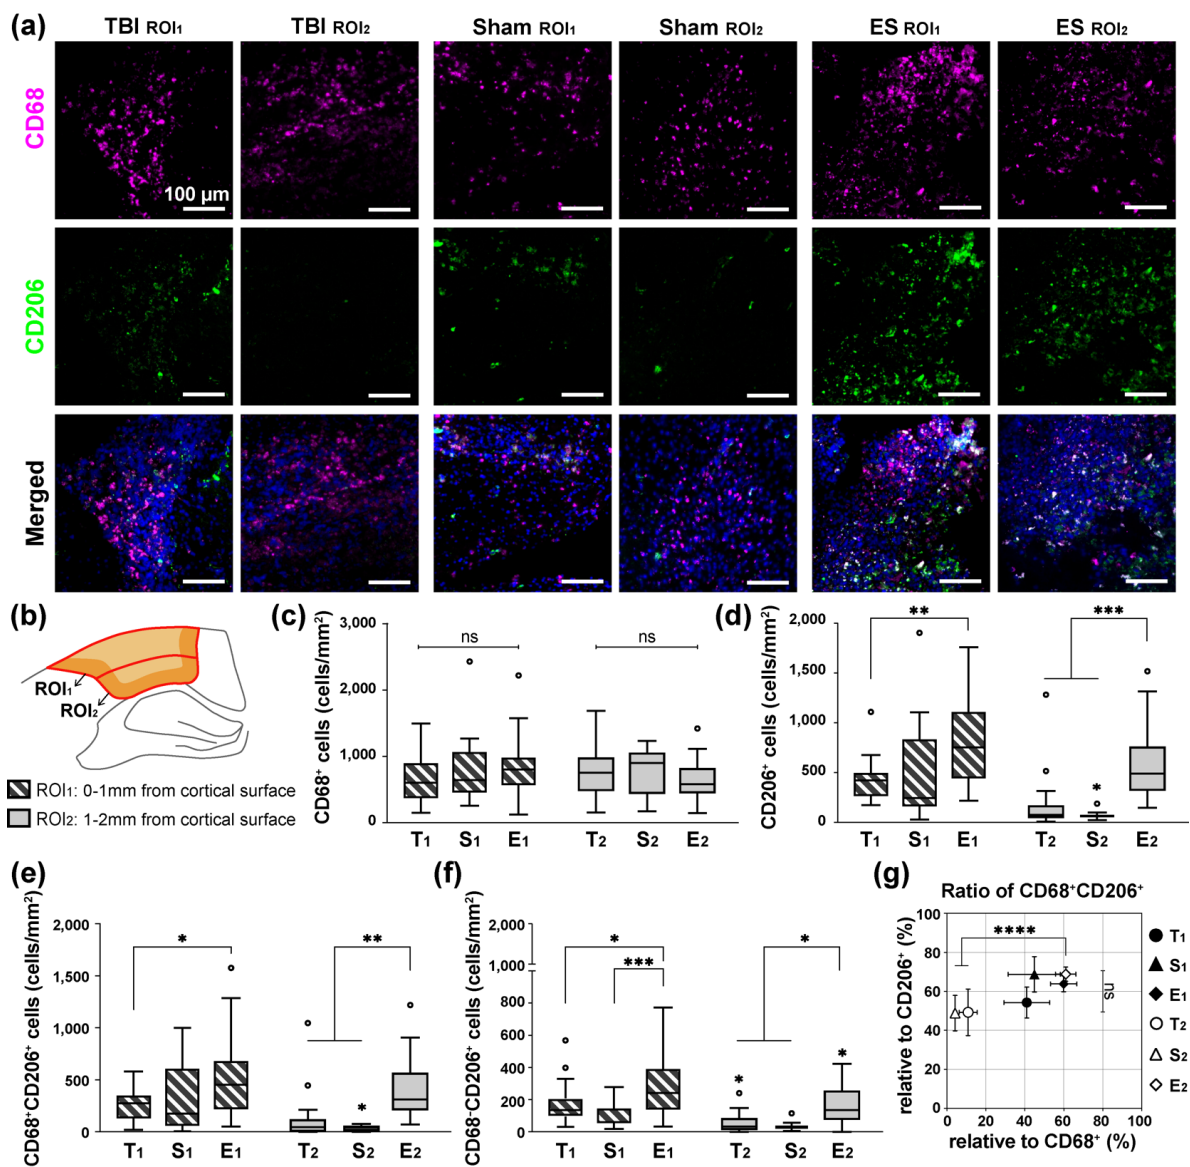 (a)
TBI ROI₁ TBI ROI₂ Sham ROI₁ Sham ROI₂ ES ROI₁ ES ROI₂
CD68
100 µm
CD206
Merged
(b)
ROI₁
ROI₂
ROI₁: 0-1mm from cortical surface
ROI₂: 1-2mm from cortical surface
(c)
CD68⁺ cells (cells/mm²)
3,000
2,000
1,000
0
ns ns
T₁ S₁ E₁ T₂ S₂ E₂
(d)
CD206⁺ cells (cells/mm²)
2,000
1,500
1,000
500
0
** ***
*
T₁ S₁ E₁ T₂ S₂ E₂
(e)
CD68⁺CD206⁺ cells (cells/mm²)
2,000
1,500
1,000
500
0
* **
*
T₁ S₁ E₁ T₂ S₂ E₂
(f)
CD68⁻CD206⁺ cells (cells/mm²)
2,000
1,000
1,000
800
600
400
200
0
* *
***
* *
T₁ S₁ E₁ T₂ S₂ E₂
(g)
Ratio of CD68⁺CD206⁺
relative to CD206⁺ (%)
100
80
60
40
20
0
****
ns
0 20 40 60 80 100
relative to CD68⁺ (%)
T₁
S₁
E₁
T₂
S₂
E₂